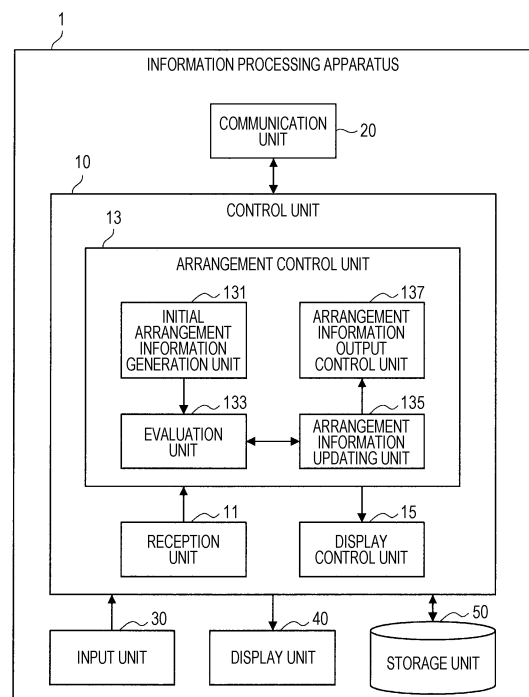 1
INFORMATION PROCESSING APPARATUS
COMMUNICATION
UNIT
20
10
CONTROL UNIT
13
ARRANGEMENT CONTROL UNIT
131
INITIAL
ARRANGEMENT
INFORMATION
GENERATION UNIT
137
ARRANGEMENT
INFORMATION
OUTPUT
CONTROL UNIT
133
EVALUATION
UNIT
135
ARRANGEMENT
INFORMATION
UPDATING UNIT
11
RECEPTION
UNIT
15
DISPLAY
CONTROL UNIT
30
INPUT UNIT
40
DISPLAY UNIT
50
STORAGE UNIT